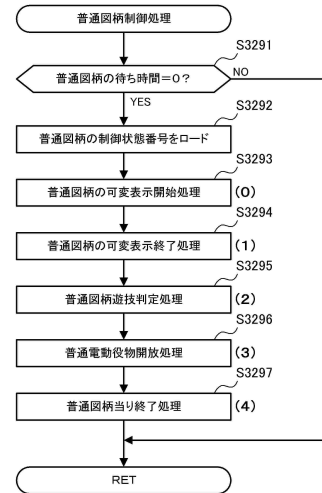 普通図柄制御処理
S3291
普通図柄の待ち時間=0?
NO
YES
S3292
普通図柄の制御状態番号をロード
S3293
普通図柄の可変表示開始処理
(0)
S3294
普通図柄の可変表示終了処理
(1)
S3295
普通図柄遊技判定処理
(2)
S3296
普通電動役物開放処理
(3)
S3297
普通図柄当り終了処理
(4)
RET